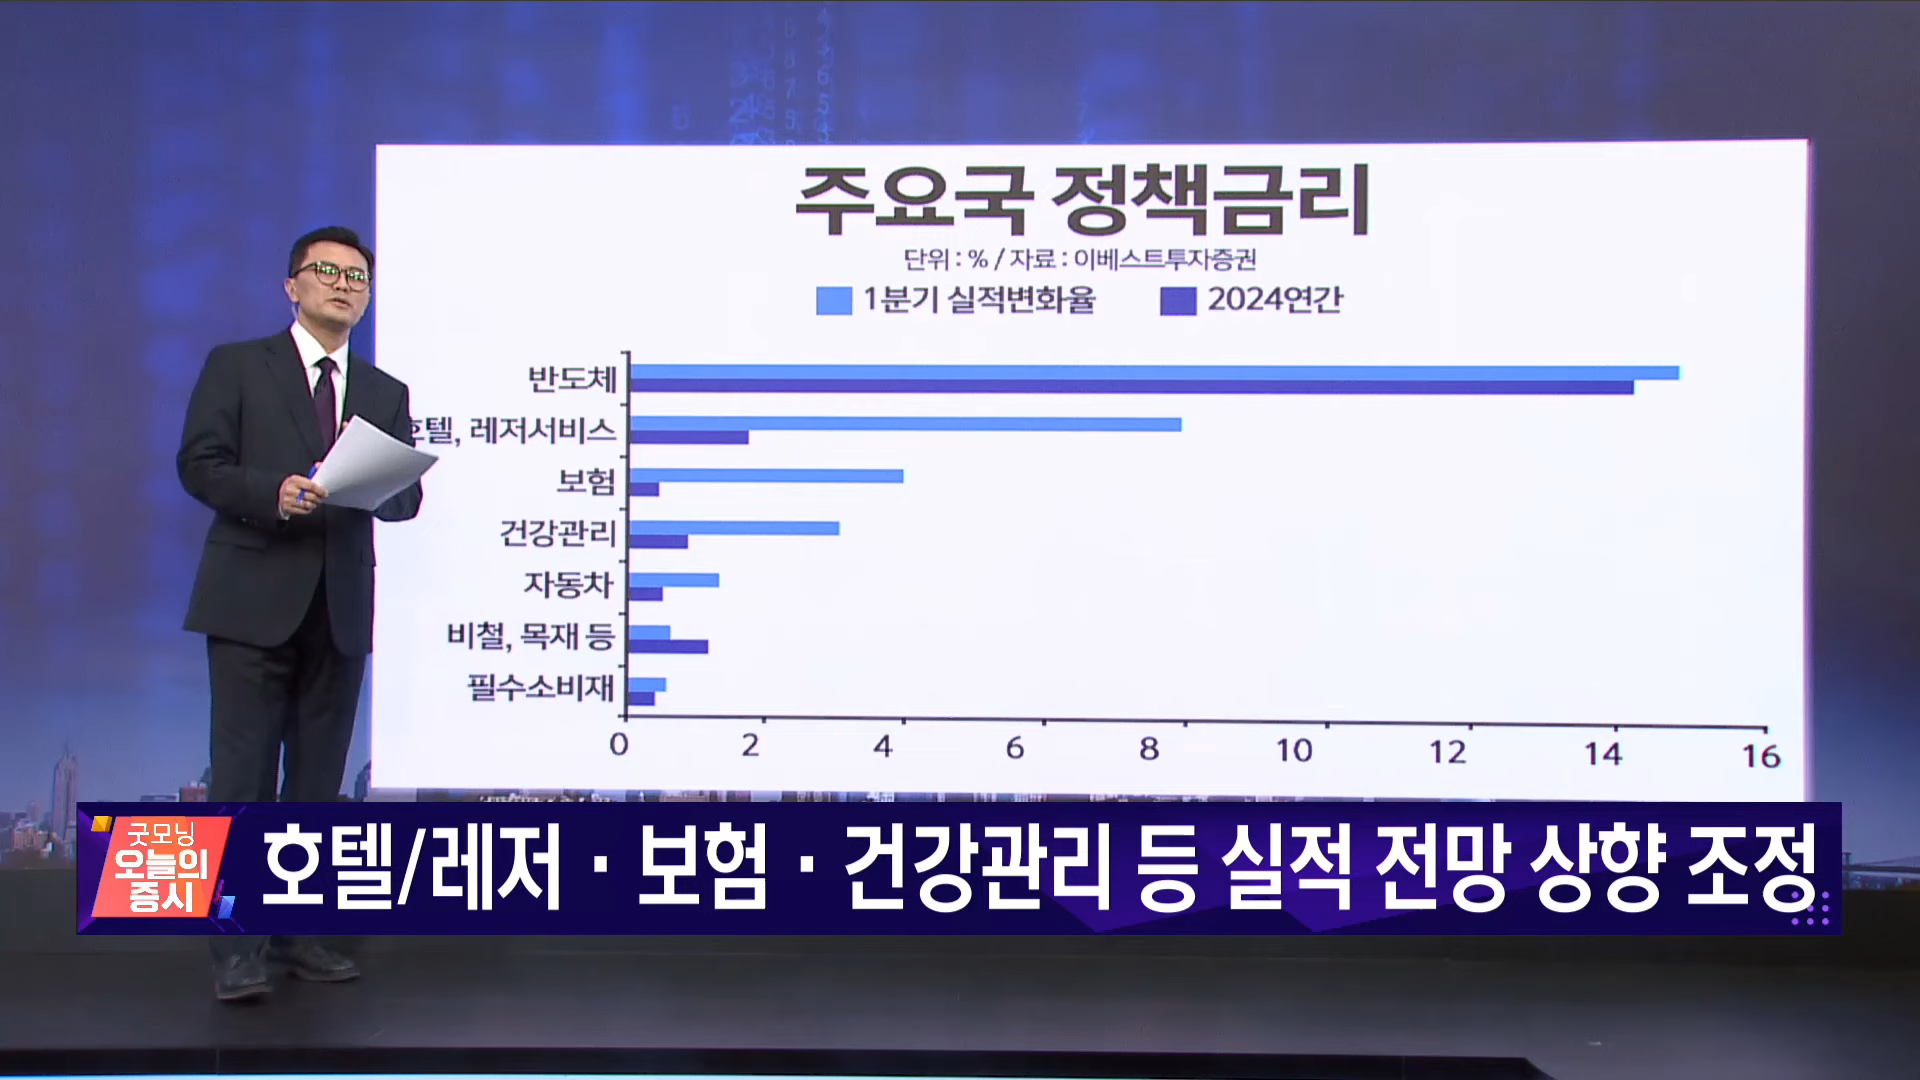 주요국 정책금리
단위 : % / 자료 : 이베스트투자증권
1분기 실적변화율 2024연간
반도체
호텔, 레저서비스
보험
건강관리
자동차
비철, 목재 등
필수소비재
0 2 4 6 8 10 12 14 16
굿모닝
오늘의
증시
호텔/레저·보험·건강관리 등 실적 전망 상향 조정